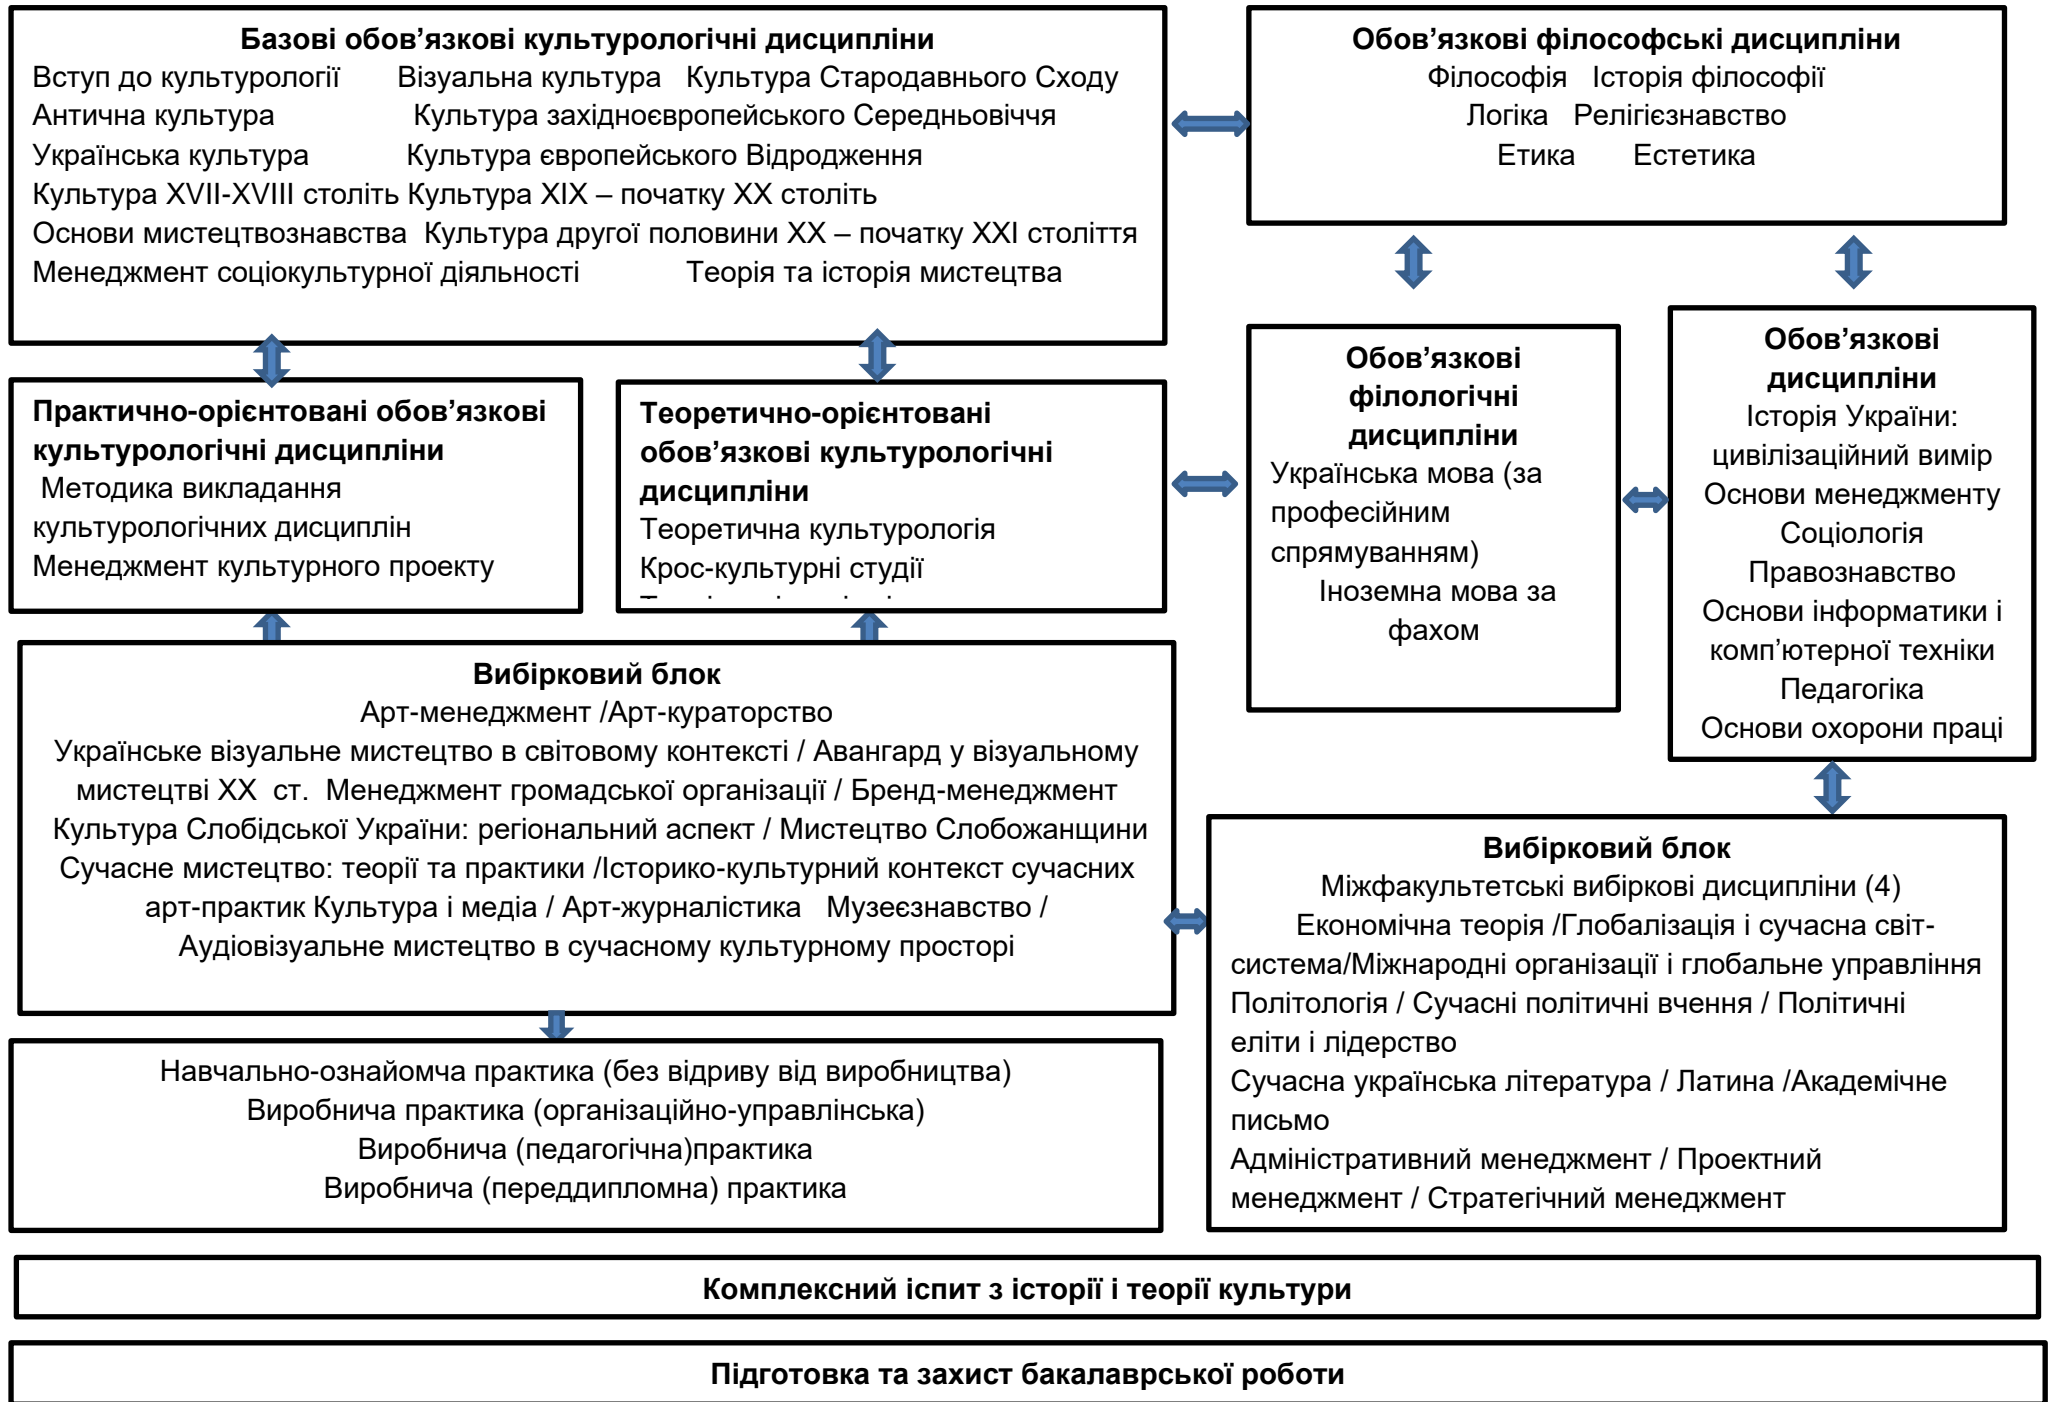 Базові обов’язкові культурологічні дисципліни
Вступ до культурології Візуальна культура Культура Стародавнього Сходу
Антична культура Культура західноєвропейського Середньовіччя
Українська культура Культура європейського Відродження
Культура XVII-XVIII століть Культура XIX – початку XX століть
Основи мистецтвознавства Культура другої половини XX – початку XXI століття
Менеджмент соціокультурної діяльності Теорія та історія мистецтва
Обов’язкові філософські дисципліни
Філософія Історія філософії
Логіка Релігієзнавство
Етика Естетика
Практично-орієнтовані обов’язкові
культурологічні дисципліни
Методика викладання
культурологічних дисциплін
Менеджмент культурного проекту
Теоретично-орієнтовані
обов’язкові культурологічні
дисципліни
Теоретична культурологія
Крос-культурні студії
Обов’язкові
філологічні
дисципліни
Українська мова (за
професійним
спрямуванням)
Іноземна мова за
фахом
Обов’язкові
дисципліни
Історія України:
цивілізаційний вимір
Основи менеджменту
Соціологія
Правознавство
Основи інформатики і
комп’ютерної техніки
Педагогіка
Основи охорони праці
Вибірковий блок
Арт-менеджмент /Арт-кураторство
Українське візуальне мистецтво в світовому контексті / Авангард у візуальному
мистецтві XX ст. Менеджмент громадської організації / Бренд-менеджмент
Культура Слобідської України: регіональний аспект / Мистецтво Слобожанщини
Сучасне мистецтво: теорії та практики /Історико-культурний контекст сучасних
арт-практик Культура і медіа / Арт-журналістика Музеєзнавство /
Аудіовізуальне мистецтво в сучасному культурному просторі
Вибірковий блок
Міжфакультетські вибіркові дисципліни (4)
Економічна теорія /Глобалізація і сучасна світ-
система/Міжнародні організації і глобальне управління
Політологія / Сучасні політичні вчення / Політичні
еліти і лідерство
Сучасна українська література / Латина /Академічне
письмо
Адміністративний менеджмент / Проектний
менеджмент / Стратегічний менеджмент
Навчально-ознайомча практика (без відриву від виробництва)
Виробнича практика (організаційно-управлінська)
Виробнича (педагогічна)практика
Виробнича (переддипломна) практика
Комплексний іспит з історії і теорії культури
Підготовка та захист бакалаврської роботи